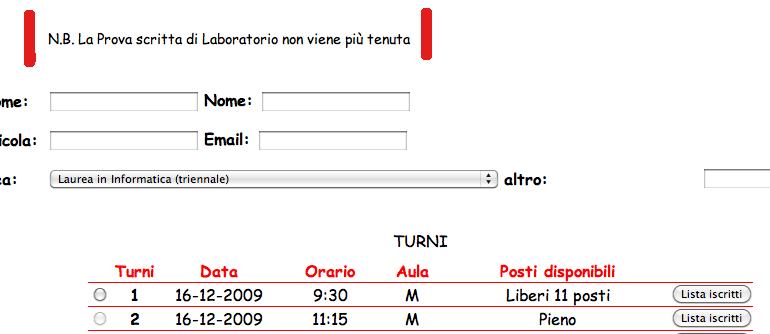 N.B. La Prova scritta di Laboratorio non viene più tenuta
ome: Nome:
icola: Email:
ea: Laurea in Informatica (triennale) altro:
TURNI
Turni Data Orario Aula Posti disponibili
1 16-12-2009 9:30 M Liberi 11 posti Lista iscritti
2 16-12-2009 11:15 M Pieno Lista iscritti